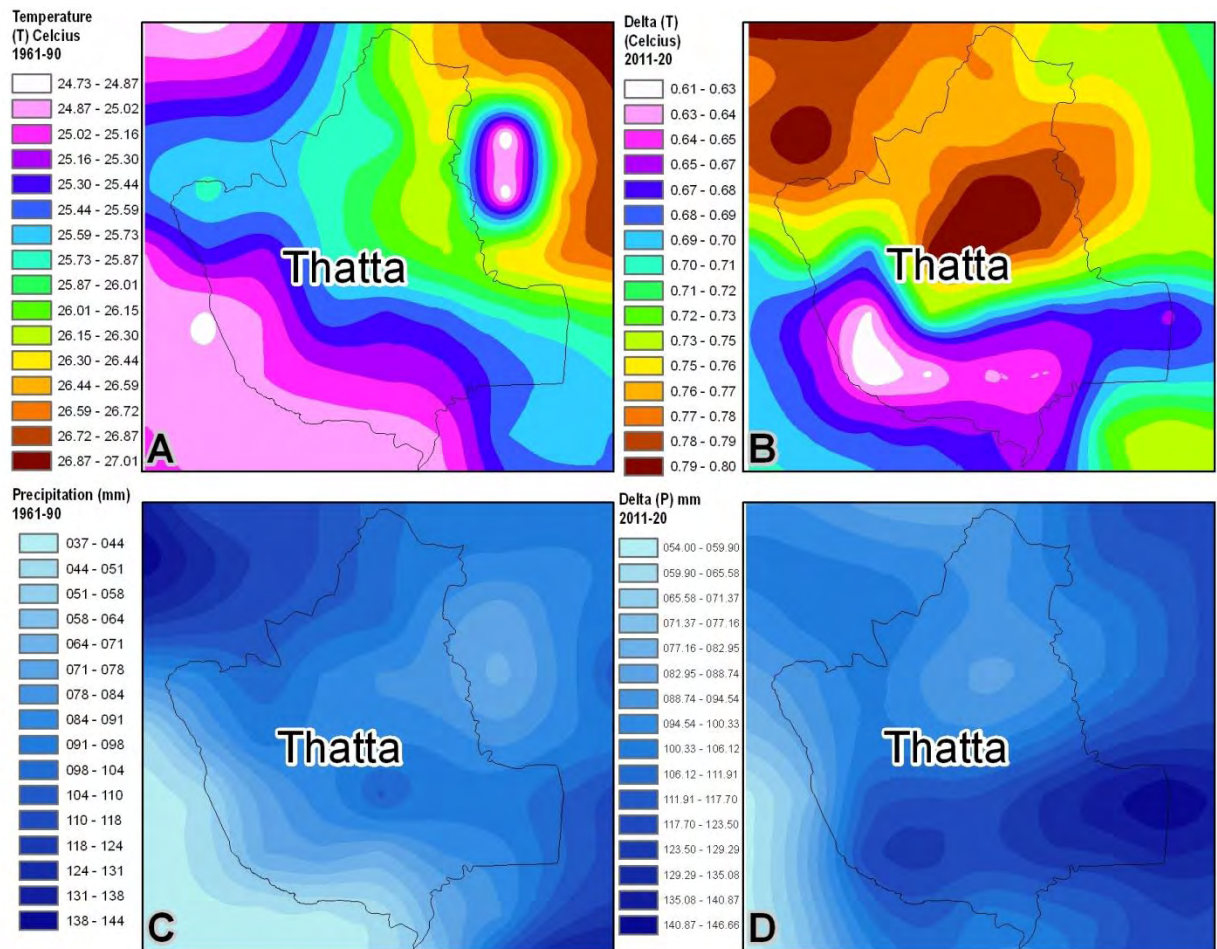 Temperature
(T) Celcius
1961-90
24.73 - 24.87
24.87 - 25.02
25.02 - 25.16
25.16 - 25.30
25.30 - 25.44
25.44 - 25.59
25.59 - 25.73
25.73 - 25.87
25.87 - 26.01
26.01 - 26.15
26.15 - 26.30
26.30 - 26.44
26.44 - 26.59
26.59 - 26.72
26.72 - 26.87
26.87 - 27.01
Thatta
A
Delta (T)
(Celcius)
2011-20
0.61 - 0.63
0.63 - 0.64
0.64 - 0.65
0.65 - 0.67
0.67 - 0.68
0.68 - 0.69
0.69 - 0.70
0.70 - 0.71
0.71 - 0.72
0.72 - 0.73
0.73 - 0.75
0.75 - 0.76
0.76 - 0.77
0.77 - 0.78
0.78 - 0.79
0.79 - 0.80
Thatta
B
Precipitation (mm)
1961-90
037 - 044
044 - 051
051 - 058
058 - 064
064 - 071
071 - 078
078 - 084
084 - 091
091 - 098
098 - 104
104 - 110
110 - 118
118 - 124
124 - 131
131 - 138
138 - 144
Thatta
C
Delta (P) mm
2011-20
054.00 - 059.90
059.90 - 065.58
065.58 - 071.37
071.37 - 077.16
077.16 - 082.95
082.95 - 088.74
088.74 - 094.54
094.54 - 100.33
100.33 - 106.12
106.12 - 111.91
111.91 - 117.70
117.70 - 123.50
123.50 - 129.29
129.29 - 135.08
135.08 - 140.87
140.87 - 146.66
Thatta
D